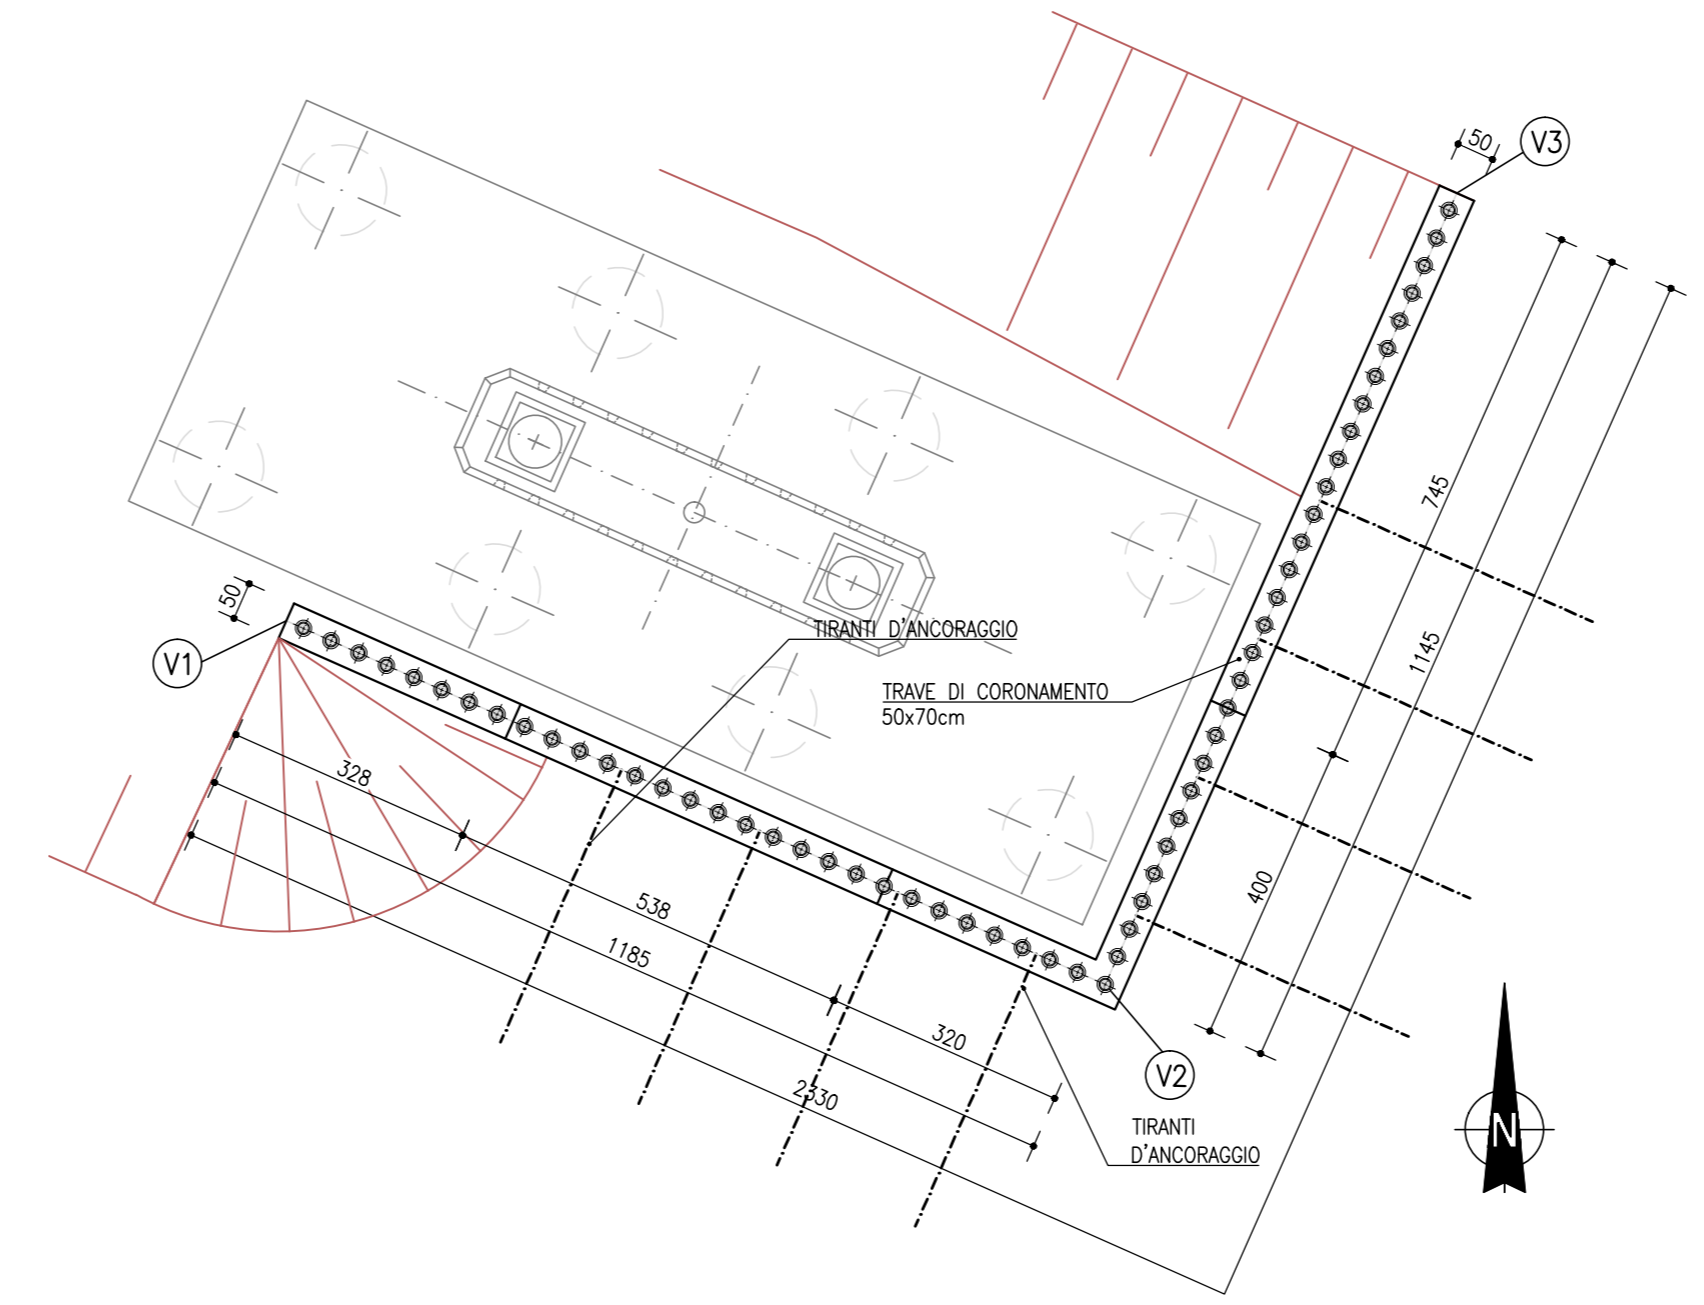 50
V3
745
50
TIRANTI D'ANCORAGGIO
1145
V1
TRAVE DI CORONAMENTO
50x70cm
328
400
538
1185
320
V2
2330
TIRANTI
D'ANCORAGGIO
N